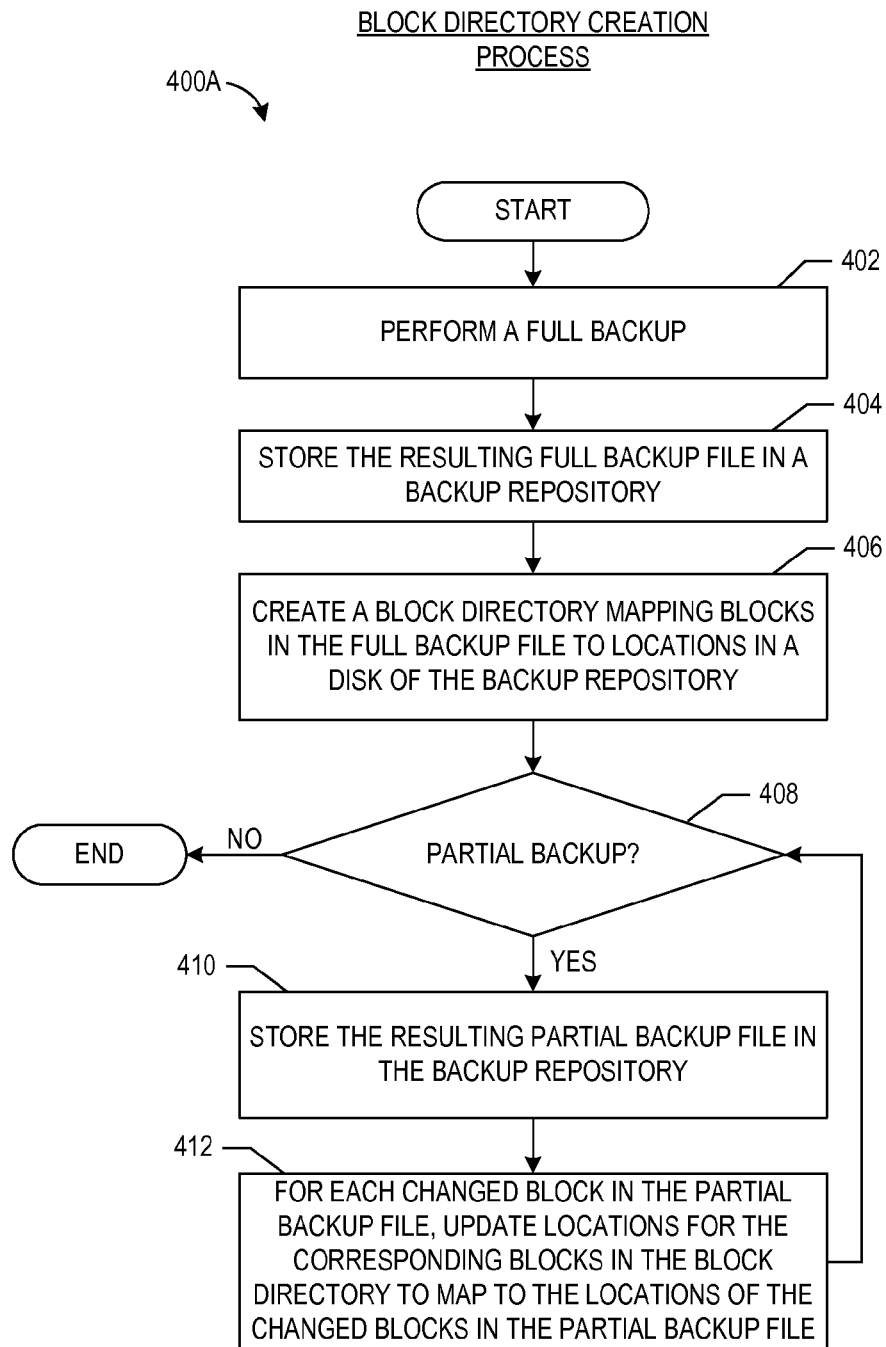 BLOCK DIRECTORY CREATION
PROCESS
400A
START
402
PERFORM A FULL BACKUP
404
STORE THE RESULTING FULL BACKUP FILE IN A
BACKUP REPOSITORY
406
CREATE A BLOCK DIRECTORY MAPPING BLOCKS
IN THE FULL BACKUP FILE TO LOCATIONS IN A
DISK OF THE BACKUP REPOSITORY
408
PARTIAL BACKUP?
NO
END
YES
410
STORE THE RESULTING PARTIAL BACKUP FILE IN
THE BACKUP REPOSITORY
412
FOR EACH CHANGED BLOCK IN THE PARTIAL
BACKUP FILE, UPDATE LOCATIONS FOR THE
CORRESPONDING BLOCKS IN THE BLOCK
DIRECTORY TO MAP TO THE LOCATIONS OF THE
CHANGED BLOCKS IN THE PARTIAL BACKUP FILE